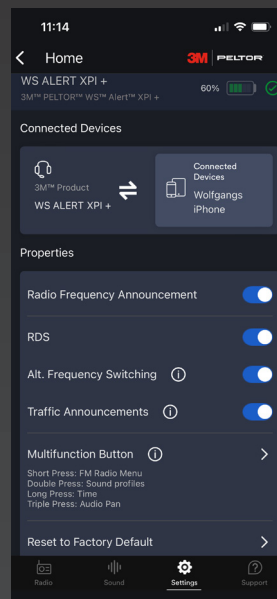 11:14
Home
3M PELTOR
WS ALERT XPI +
3M™ PELTOR™ WS™ Alert™ XPI +
60%
Connected Devices
3M™ Product
WS ALERT XPI +
Connected
Devices
Wolfgangs
iPhone
Properties
Radio Frequency Announcement
RDS
Alt. Frequency Switching
Traffic Announcements
Multifunction Button
Short Press: FM Radio Menu
Double Press: Sound profiles
Long Press: Time
Triple Press: Audio Pan
Reset to Factory Default
Radio
Sound
Settings
Support